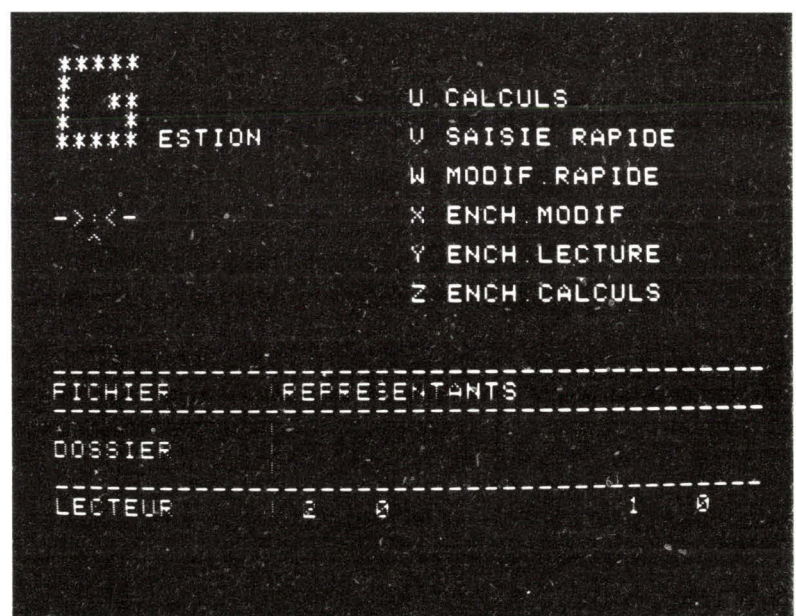 *****
*
*   **
*    *
***** ESTION
U CALCULS
V SAISIE RAPIDE
W MODIF.RAPIDE
X ENCH.MODIF
Y ENCH.LECTURE
Z ENCH.CALCULS
->:<-
^
FICHIER REPRESENTANTS
DOSSIER
LECTEUR 2 0 1 0